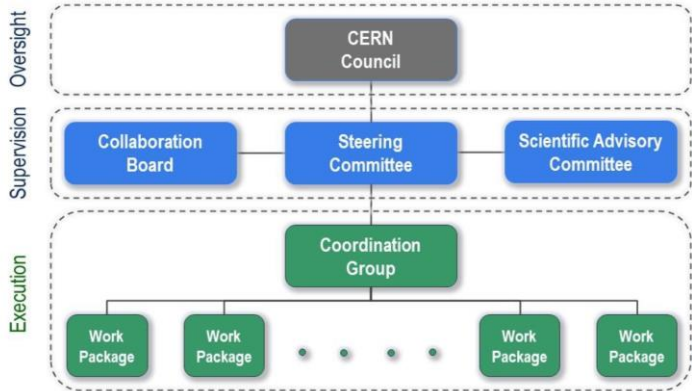 Oversight
CERN
Council
Supervision
Collaboration
Board
Steering
Committee
Scientific Advisory
Committee
Execution
Coordination
Group
Work
Package
Work
Package
Work
Package
Work
Package